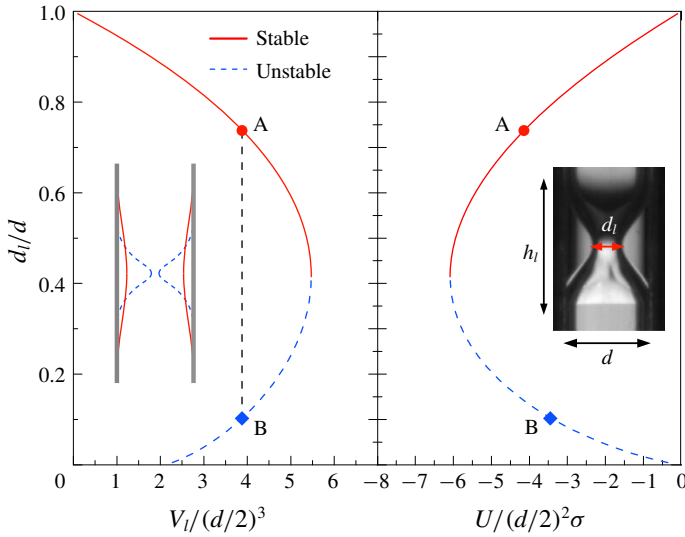 1.0
0.8
0.6
0.4
0.2
0
d_l/d
Stable
Unstable
A
B
0 1 2 3 4 5 6
V_l/(d/2)^3
A
B
d_l
h_l
d
−8 −7 −6 −5 −4 −3 −2 −1 0
U/(d/2)^2σ